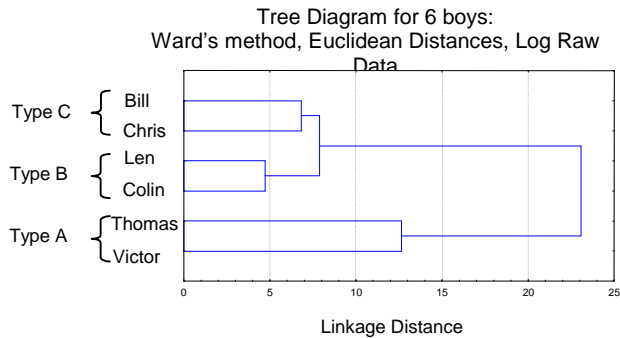 Tree Diagram for 6 boys:
Ward's method, Euclidean Distances, Log Raw
Data
Type C
Bill
Chris
Type B
Len
Colin
Type A
Thomas
Victor
0 5 10 15 20 25
Linkage Distance